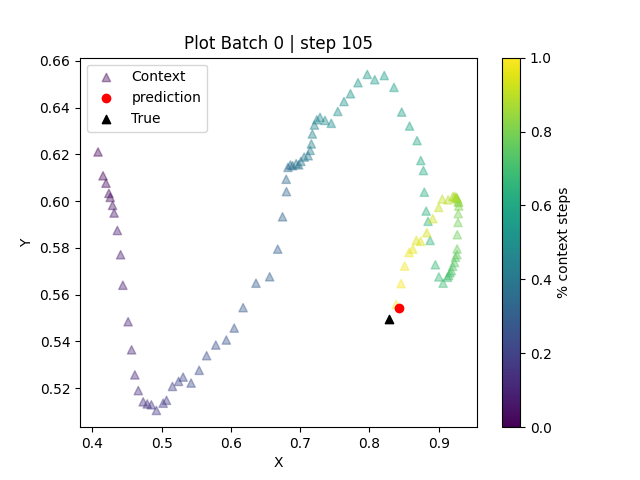 Plot Batch 0 | step 105
Context
prediction
True
Y
0.66
0.64
0.62
0.60
0.58
0.56
0.54
0.52
0.4 0.5 0.6 0.7 0.8 0.9
X
1.0
0.8
0.6
0.4
0.2
0.0
% context steps